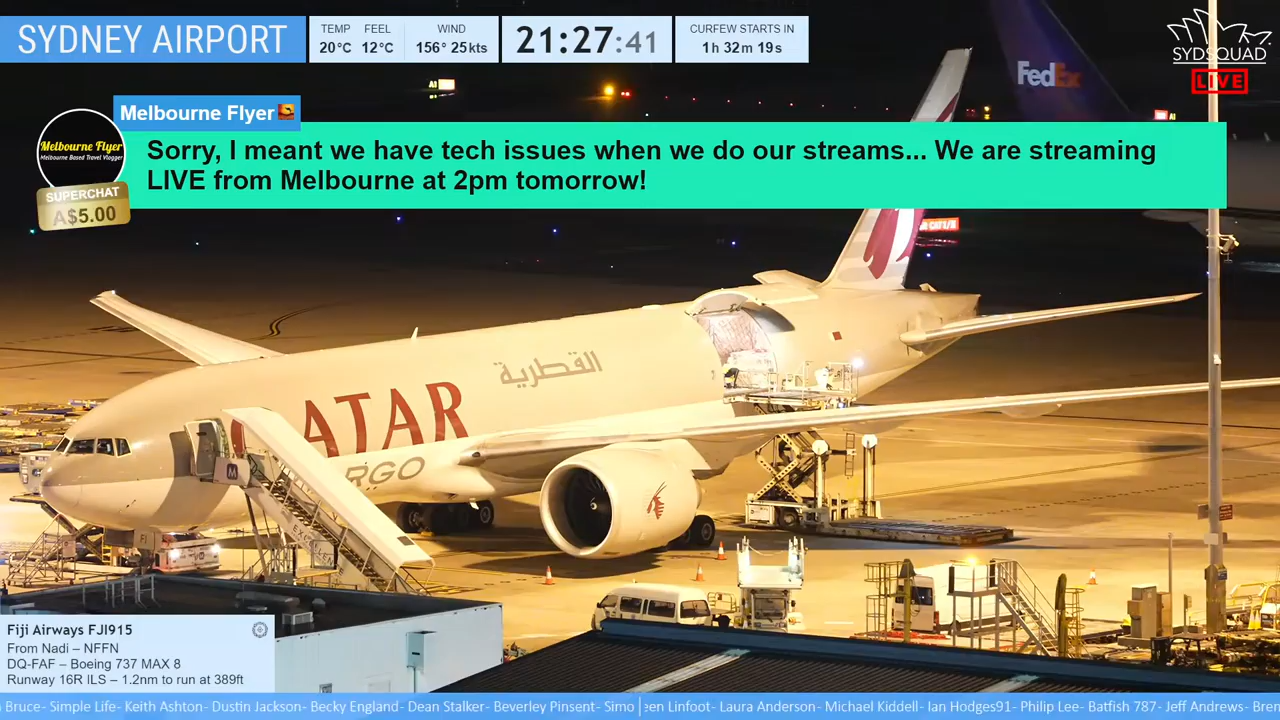 SYDNEY AIRPORT
TEMP FEEL WIND
20°C 12°C 156° 25kts
21:27:41
CURFEW STARTS IN
1h 32m 19s
SYDSQUAD
LIVE
FedEx
Melbourne Flyer
Melbourne Flyer
Melbourne Based Travel Vlogger
SUPERCHAT
A$5.00
Sorry, I meant we have tech issues when we do our streams... We are streaming
LIVE from Melbourne at 2pm tomorrow!
القطرية
ATAR
RGO
M
Fiji Airways FJI915
From Nadi – NFFN
DQ-FAF – Boeing 737 MAX 8
Runway 16R ILS – 1.2nm to run at 389ft
Bruce- Simple Life- Keith Ashton- Dustin Jackson- Becky England- Dean Stalker- Beverley Pinsent- Simo
en Linfoot- Laura Anderson- Michael Kiddell- Ian Hodges91- Philip Lee- Batfish 787- Jeff Andrews- Bren